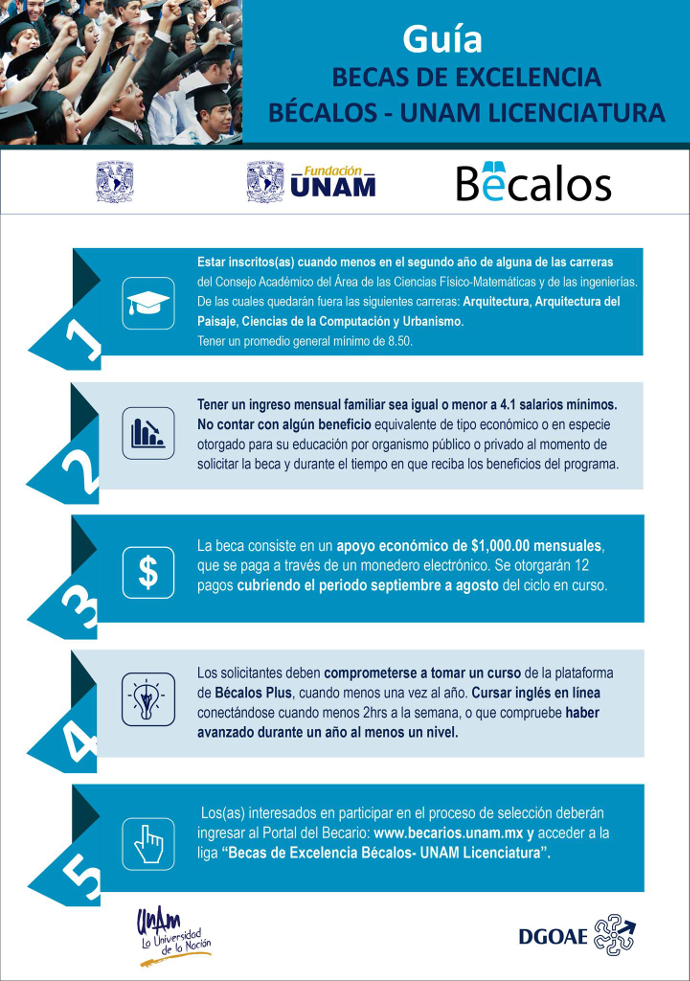 Guía
BECAS DE EXCELENCIA
BÉCALOS - UNAM LICENCIATURA
Fundación
UNAM
Bécalos
1
Estar inscritos(as) cuando menos en el segundo año de alguna de las carreras
del Consejo Académico del Área de las Ciencias Físico-Matemáticas y de las ingenierías.
De las cuales quedarán fuera las siguientes carreras: Arquitectura, Arquitectura del
Paisaje, Ciencias de la Computación y Urbanismo.
Tener un promedio general mínimo de 8.50.
2
Tener un ingreso mensual familiar sea igual o menor a 4.1 salarios mínimos.
No contar con algún beneficio equivalente de tipo económico o en especie
otorgado para su educación por organismo público o privado al momento de
solicitar la beca y durante el tiempo en que reciba los beneficios del programa.
3
$
La beca consiste en un apoyo económico de $1,000.00 mensuales,
que se paga a través de un monedero electrónico. Se otorgarán 12
pagos cubriendo el periodo septiembre a agosto del ciclo en curso.
4
Los solicitantes deben comprometerse a tomar un curso de la plataforma
de Bécalos Plus, cuando menos una vez al año. Cursar inglés en línea
conectándose cuando menos 2hrs a la semana, o que compruebe haber
avanzado durante un año al menos un nivel.
5
Los(as) interesados en participar en el proceso de selección deberán
ingresar al Portal del Becario: www.becarios.unam.mx y acceder a la
liga “Becas de Excelencia Bécalos- UNAM Licenciatura”.
UnAm
La Universidad
de la Nación
DGOAE